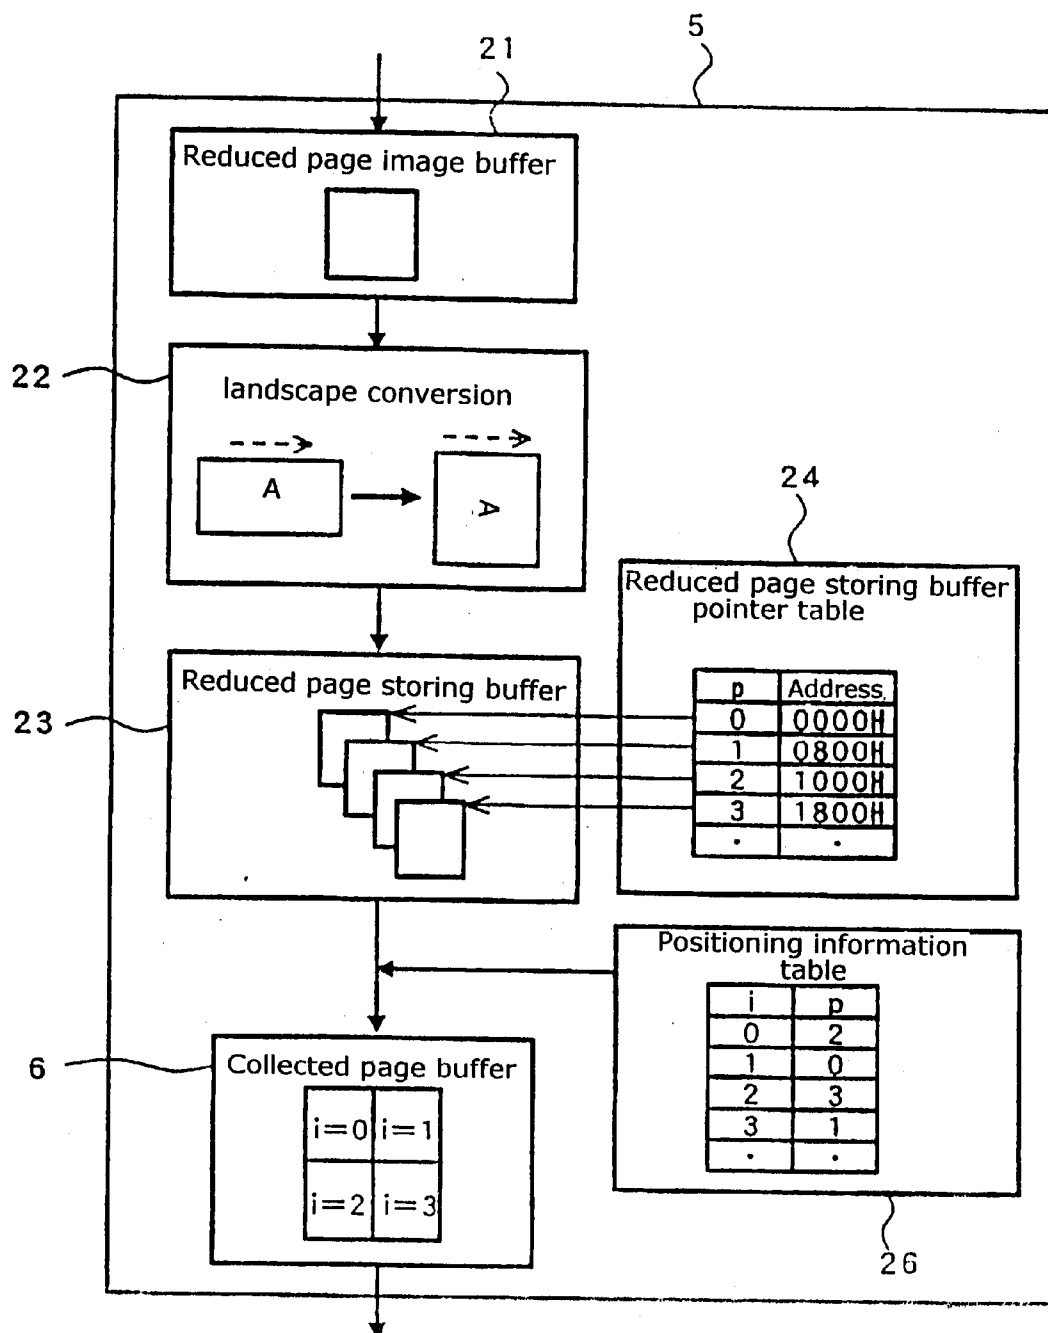 5
21
Reduced page image buffer
22
landscape conversion
A
A
24
Reduced page storing buffer
pointer table
p Address
0 0000H
1 0800H
2 1000H
3 1800H
. .
23
Reduced page storing buffer
Positioning information
table
i p
0 2
1 0
2 3
3 1
. .
26
6
Collected page buffer
i=0 i=1
i=2 i=3